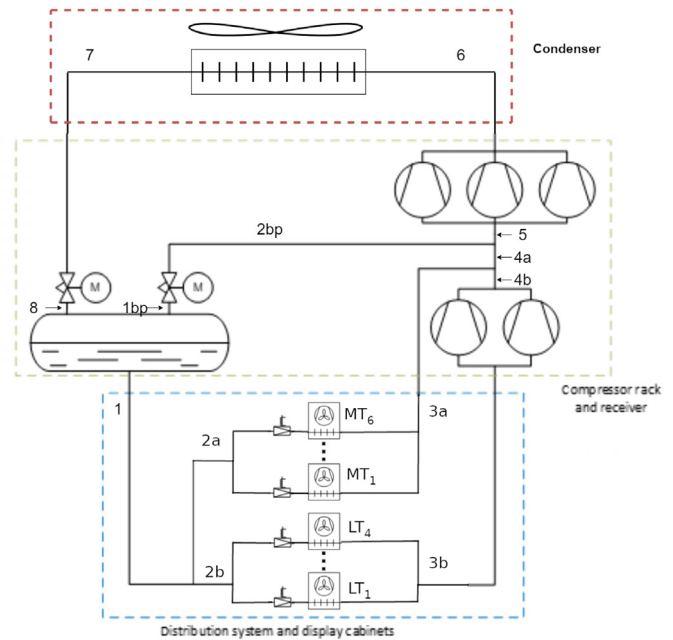 7
6
Condenser
2bp
5
4a
4b
M
M
8
1bp
Compressor rack
and receiver
1
3a
MT6
2a
MT1
LT4
2b
3b
LT1
Distribution system and display cabinets